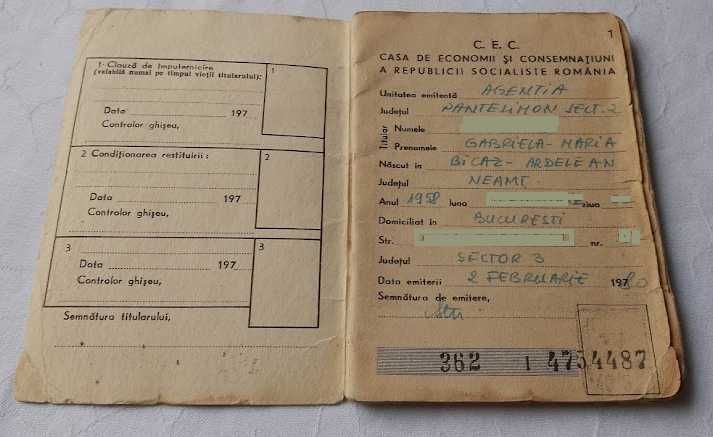 1 Clauză de împuternicire
(valabilă numai pe timpul vieții titularului):
1
Data 197
Controlor ghișeu,
2 Condiționarea restituirii:
2
Data 197
Controlor ghișeu,
3
3
Data 197
Controlor ghișeu,
Semnătura titularului,
1
C. E. C.
CASA DE ECONOMII ȘI CONSEMNAȚIUNI
A REPUBLICII SOCIALISTE ROMÂNIA
Unitatea emitentă AGENTIA
Județul PANTELIMON SECT. 2
Titular
Numele
Prenumele GABRIELA-MARIA
Născut în BICAZ-ARDELEAN
Județul NEAMT
Anul 1958 luna ziua
Domiciliat în BUCURESTI
Str. nr.
Județul SECTOR 3
Data emiterii 2 FEBRUARIE 1980
Semnătura de emitere,
362 1 4754487